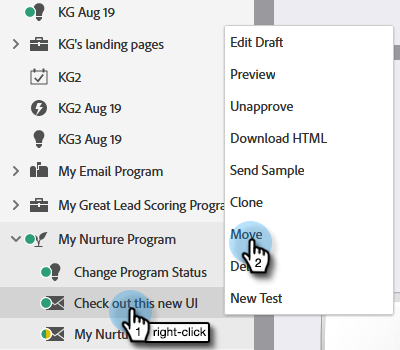 KG Aug 19
KG's landing pages
KG2
KG2 Aug 19
KG3 Aug 19
My Email Program
My Great Lead Scoring Progra
My Nurture Program
Change Program Status
Check out this new UI
1 right-click
My Nurtu
Edit Draft
Preview
Unapprove
Download HTML
Send Sample
Clone
Move
2
De
New Test